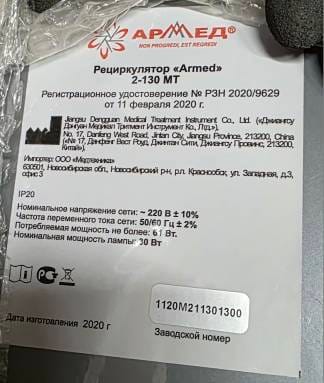 АРМЕД®
NON PROGREDI, EST REGREDI
Рециркулятор «Armed»
2-130 МТ
Регистрационное удостоверение № РЗН 2020/9629
от 11 февраля 2020 г.
Jiangsu Dengguan Medical Treatment Instrument Co., Ltd., («Джиангсу
Дэнгуан Медикал Тритмент Инструмент Ко., Лтд.»),
No. 17, Danfeng West Road, Jintan City, Jiangsu Province, 213200, China
(«№ 17, Данфенг Вест Роуд, Джинтан Сити, Джиангсу Провинс, 213200,
Китай»).
Импортер: ООО «Медтехника»
630501, Новосибирская обл., Новосибирский р-н, р.п. Краснообск, ул. Западная, д.3,
офис 3
IP20
Номинальное напряжение сети: ~ 220 В ± 10%
Частота переменного тока сети: 50/60 Гц ± 2%
Потребляемая мощность не более: 61 Вт.
Номинальная мощность лампы: 30 Вт
1120M211301300
Дата изготовления 2020 г
Заводской номер